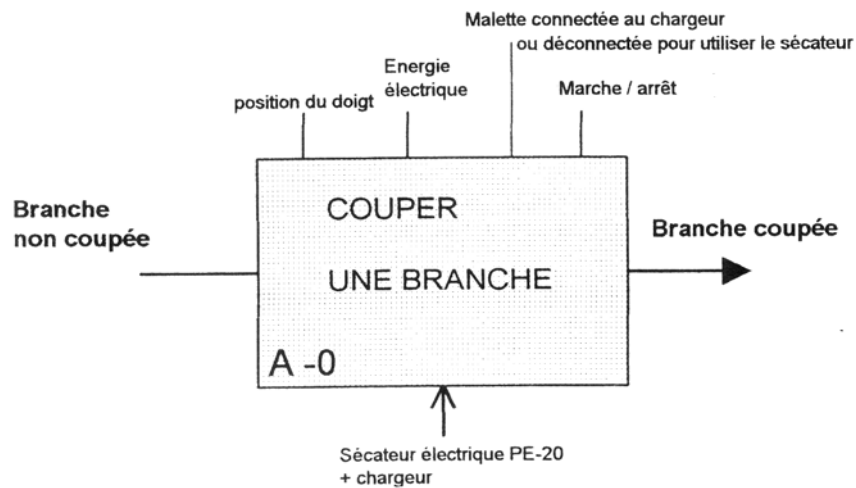 Malette connectée au chargeur
ou déconnectée pour utiliser le sécateur
Energie
électrique
Marche / arrêt
position du doigt
COUPER
UNE BRANCHE
Branche
non coupée
Branche coupée
A -0
Sécateur électrique PE-20
+ chargeur